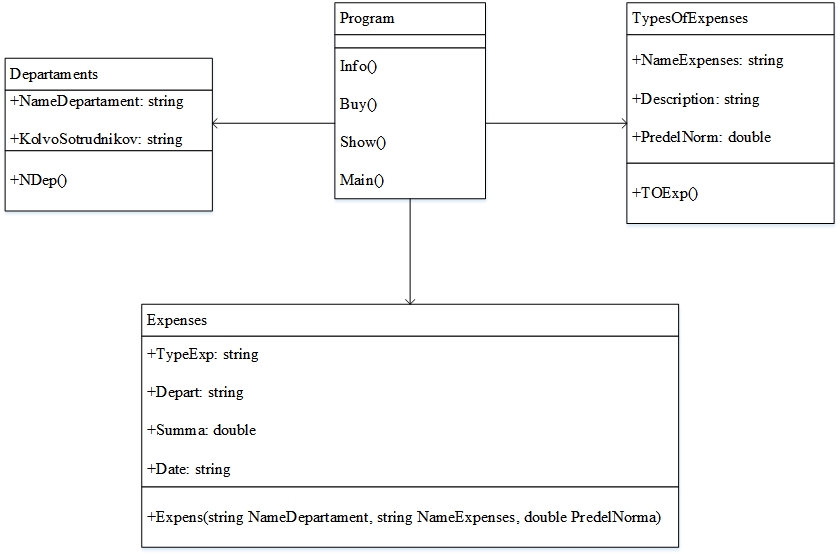 Program
Info()
Buy()
Show()
Main()
Departaments
+NameDepartament: string
+KolvoSotrudnikov: string
+NDep()
TypesOfExpenses
+NameExpenses: string
+Description: string
+PredelNorm: double
+TOExp()
Expenses
+TypeExp: string
+Depart: string
+Summa: double
+Date: string
+Expens(string NameDepartament, string NameExpenses, double PredelNorma)